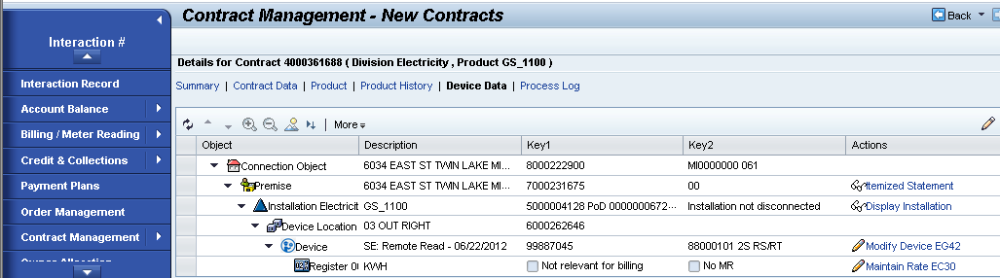 Contract Management - New Contracts
Back
Interaction #
Details for Contract 4000361688 ( Division Electricity , Product GS_1100 )
Summary | Contract Data | Product | Product History | Device Data | Process Log
Interaction Record
Account Balance
Billing / Meter Reading
Credit & Collections
Payment Plans
Order Management
Contract Management
More
Object Description Key1 Key2 Actions
Connection Object 6034 EAST ST TWIN LAKE MI... 8000222900 MI0000000 061
Premise 6034 EAST ST TWIN LAKE MI... 7000231675 00 Itemized Statement
Installation Electricit GS_1100 5000004128 PoD 0000000672... Installation not disconnected Display Installation
Device Location 03 OUT RIGHT 6000262646
Device SE: Remote Read - 06/22/2012 99887045 88000101 2S RS/RT Modify Device EG42
Register 0 KWH Not relevant for billing No MR Maintain Rate EC30